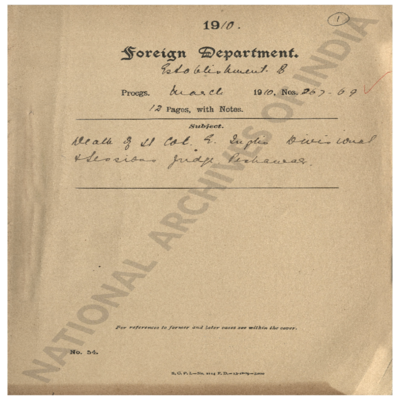 1
1910.
Foreign Department.
Establishment B
Progs. March 1910, Nos. 267-69
12 Pages, with Notes.
Subject.
Death of Lt Col. E. Inglis Divisional
& Sessions Judge Peshawar.
NATIONAL ARCHIVES OF INDIA
For reference to former and later cases see within the cover.
No. 54.